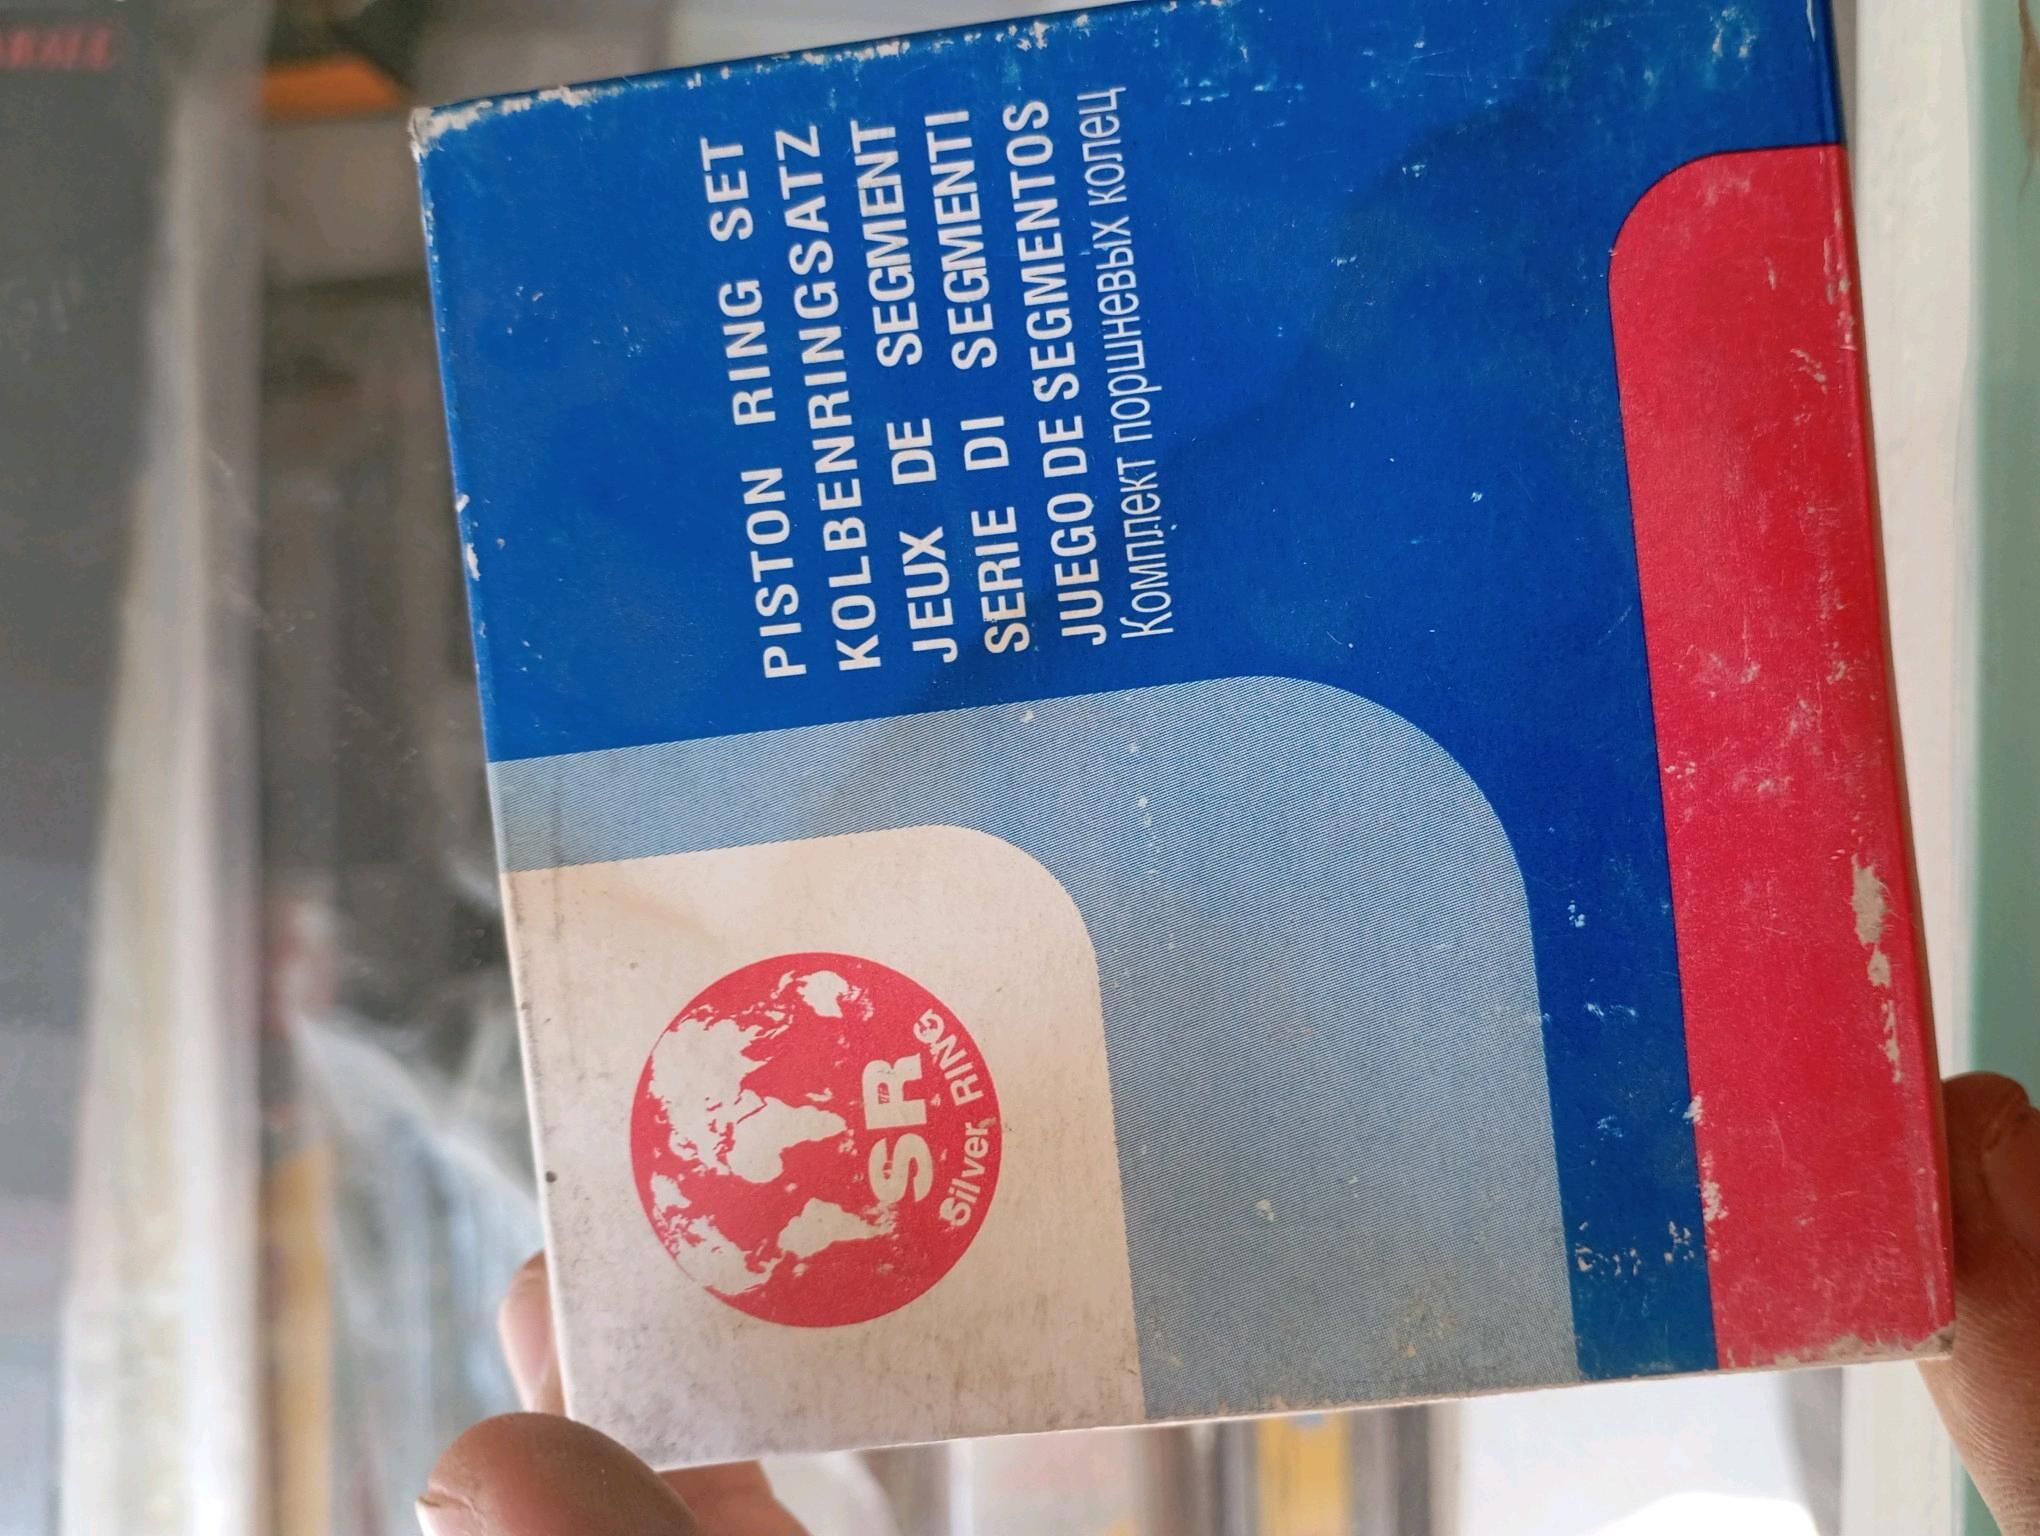 PISTON RING SET
KOLBENRINGSATZ
JEUX DE SEGMENT
SERIE DI SEGMENTI
JUEGO DE SEGMENTOS
Комплект поршневых колец
SR
Silver RING